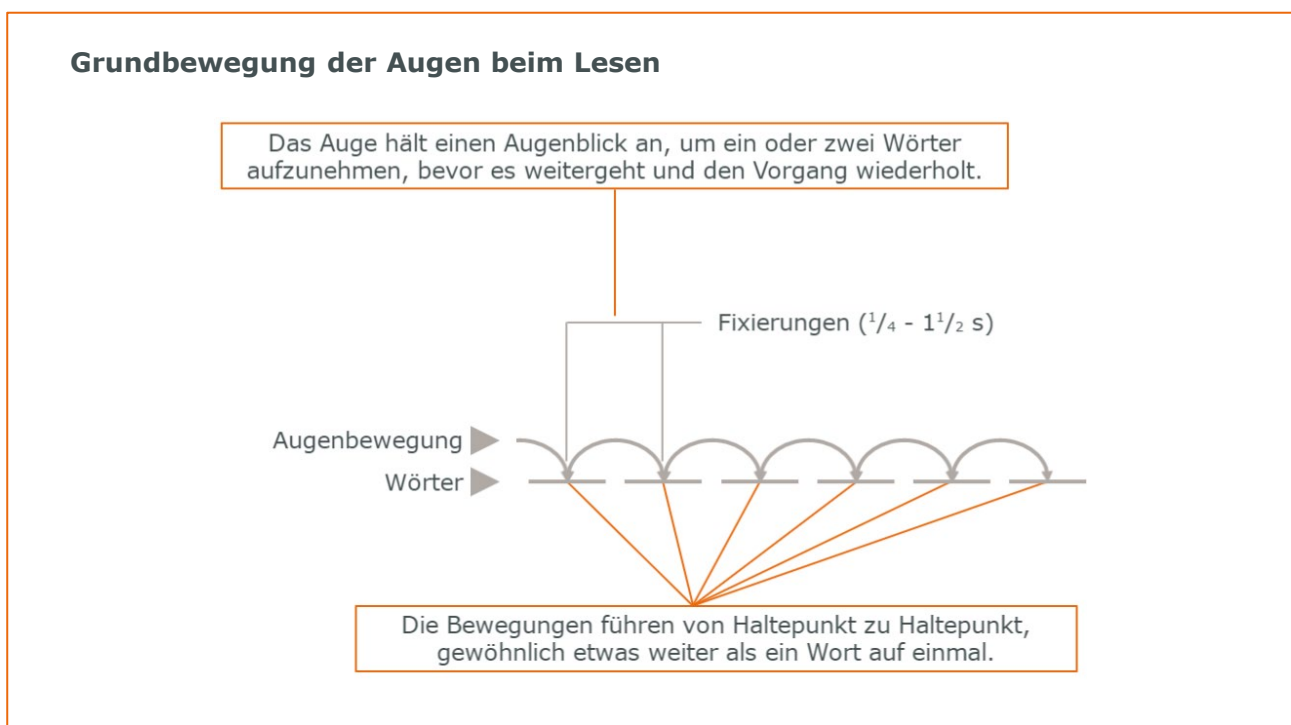 Grundbewegung der Augen beim Lesen
Das Auge hält einen Augenblick an, um ein oder zwei Wörter
aufzunehmen, bevor es weitergeht und den Vorgang wiederholt.
Fixierungen (¹/₄ - 1¹/₂ s)
Augenbewegung
Wörter
Die Bewegungen führen von Haltepunkt zu Haltepunkt,
gewöhnlich etwas weiter als ein Wort auf einmal.